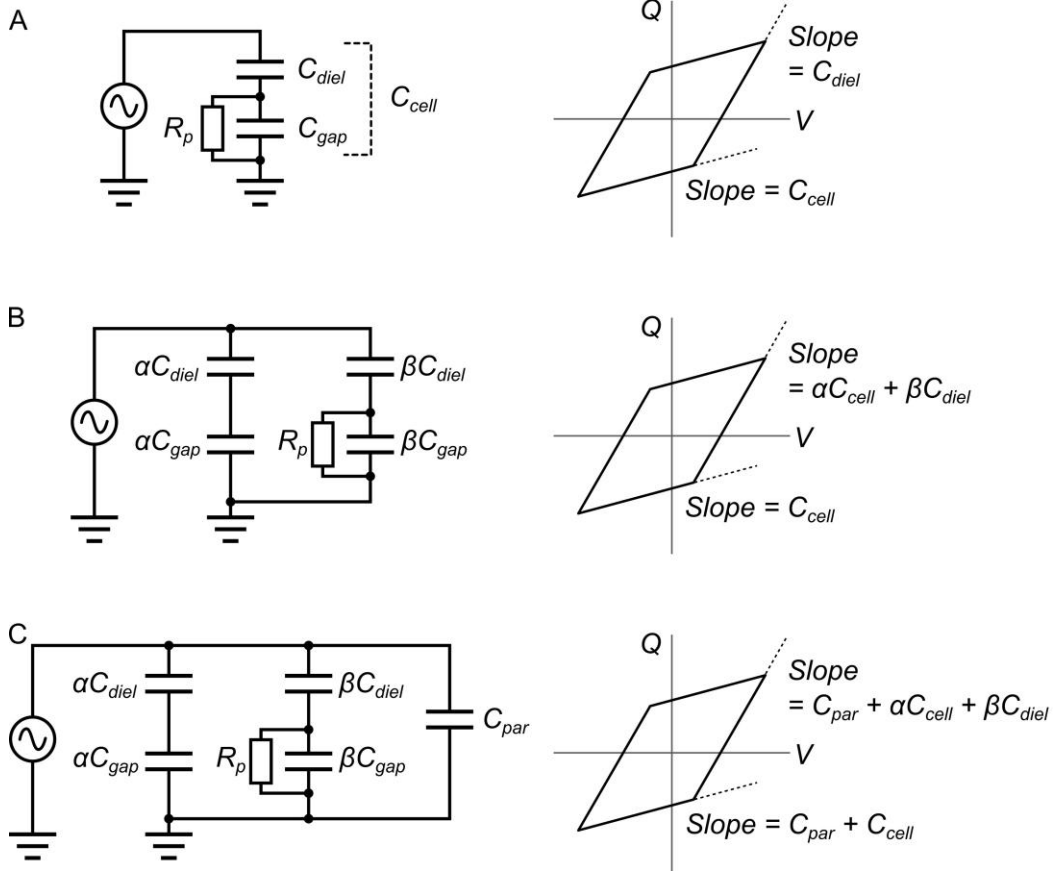 A
C_diel
C_cell
R_p
C_gap
Q
Slope
= C_diel
V
Slope = C_cell
B
αC_diel
βC_diel
αC_gap
R_p
βC_gap
Q
Slope
= αC_cell + βC_diel
V
Slope = C_cell
C
αC_diel
βC_diel
C_par
αC_gap
R_p
βC_gap
Q
Slope
= C_par + αC_cell + βC_diel
V
Slope = C_par + C_cell